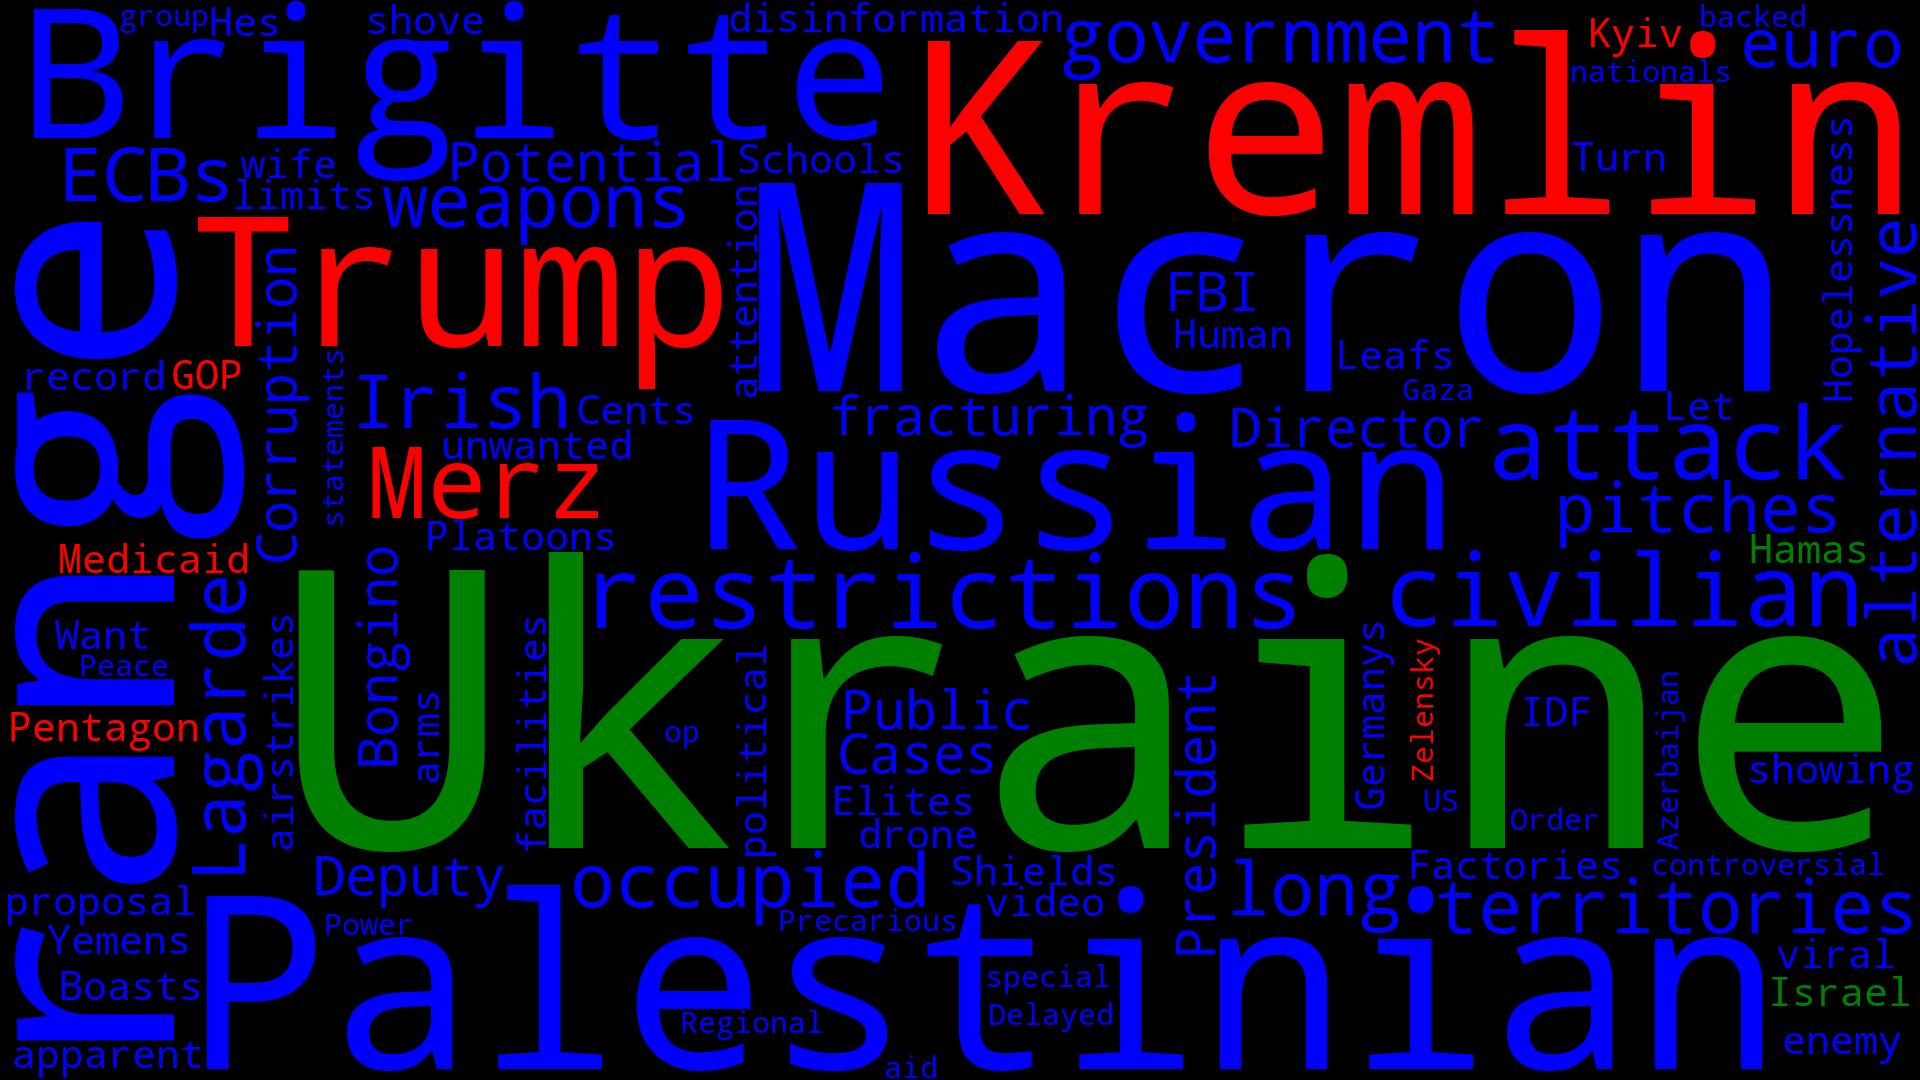 Brigitte
group
Hes
shove
disinformation
government
Kyiv
backed
euro
nationals
Kremlin
ECBs
wife
limits
Potential
Schools
weapons
Turn
Hopelessness
Trump
attention
Macron
FBI
Human
Leafs
Gaza
alternative
range
record
GOP
Corruption
statements
Irish
Cents
unwanted
fracturing
Director
Let
attack
Merz
Russian
pitches
Platoons
Hamas
Medicaid
restrictions
civilian
Want
Peace
Lagarde
airstrikes
Bongino
arms
facilities
Ukraine
op
political
Public
Cases
Elites
drone
President
Germanys
Zelensky
US
IDF
Order
Azerbaijan
showing
Pentagon
Deputy
occupied
Shields
video
long
Factories
controversial
territories
proposal
Yemens
Boasts
apparent
Power
Precarious
Palestinian
special
Delayed
Regional
aid
viral
Israel
enemy